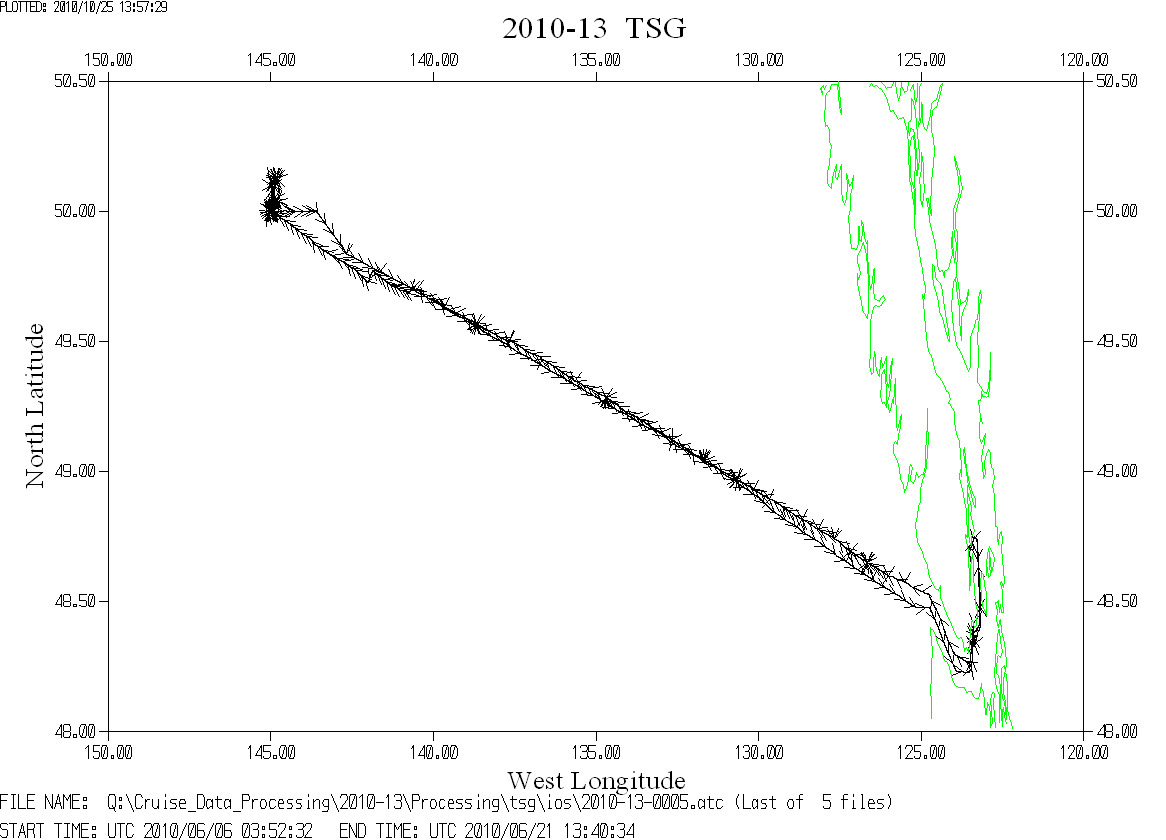 PLOTTED: 2010/10/25 13:57:29
2010-13 TSG
150.00 145.00 140.00 135.00 130.00 125.00 120.00
50.50 50.50
50.00 50.00
49.50 49.50
North Latitude
49.00 49.00
48.50 48.50
48.00 48.00
150.00 145.00 140.00 135.00 130.00 125.00 120.00
West Longitude
FILE NAME: Q:\Cruise_Data_Processing\2010-13\Processing\tsg\ios\2010-13-0005.atc (Last of 5 files)
START TIME: UTC 2010/06/06 03:52:32 END TIME: UTC 2010/06/21 13:40:34